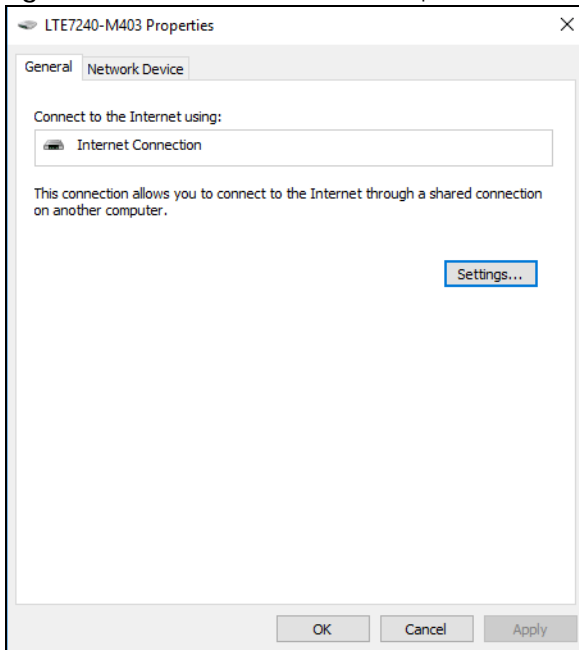 LTE7240-M403 Properties
General
Network Device
Connect to the Internet using:
Internet Connection
This connection allows you to connect to the Internet through a shared connection
on another computer.
Settings...
OK
Cancel
Apply